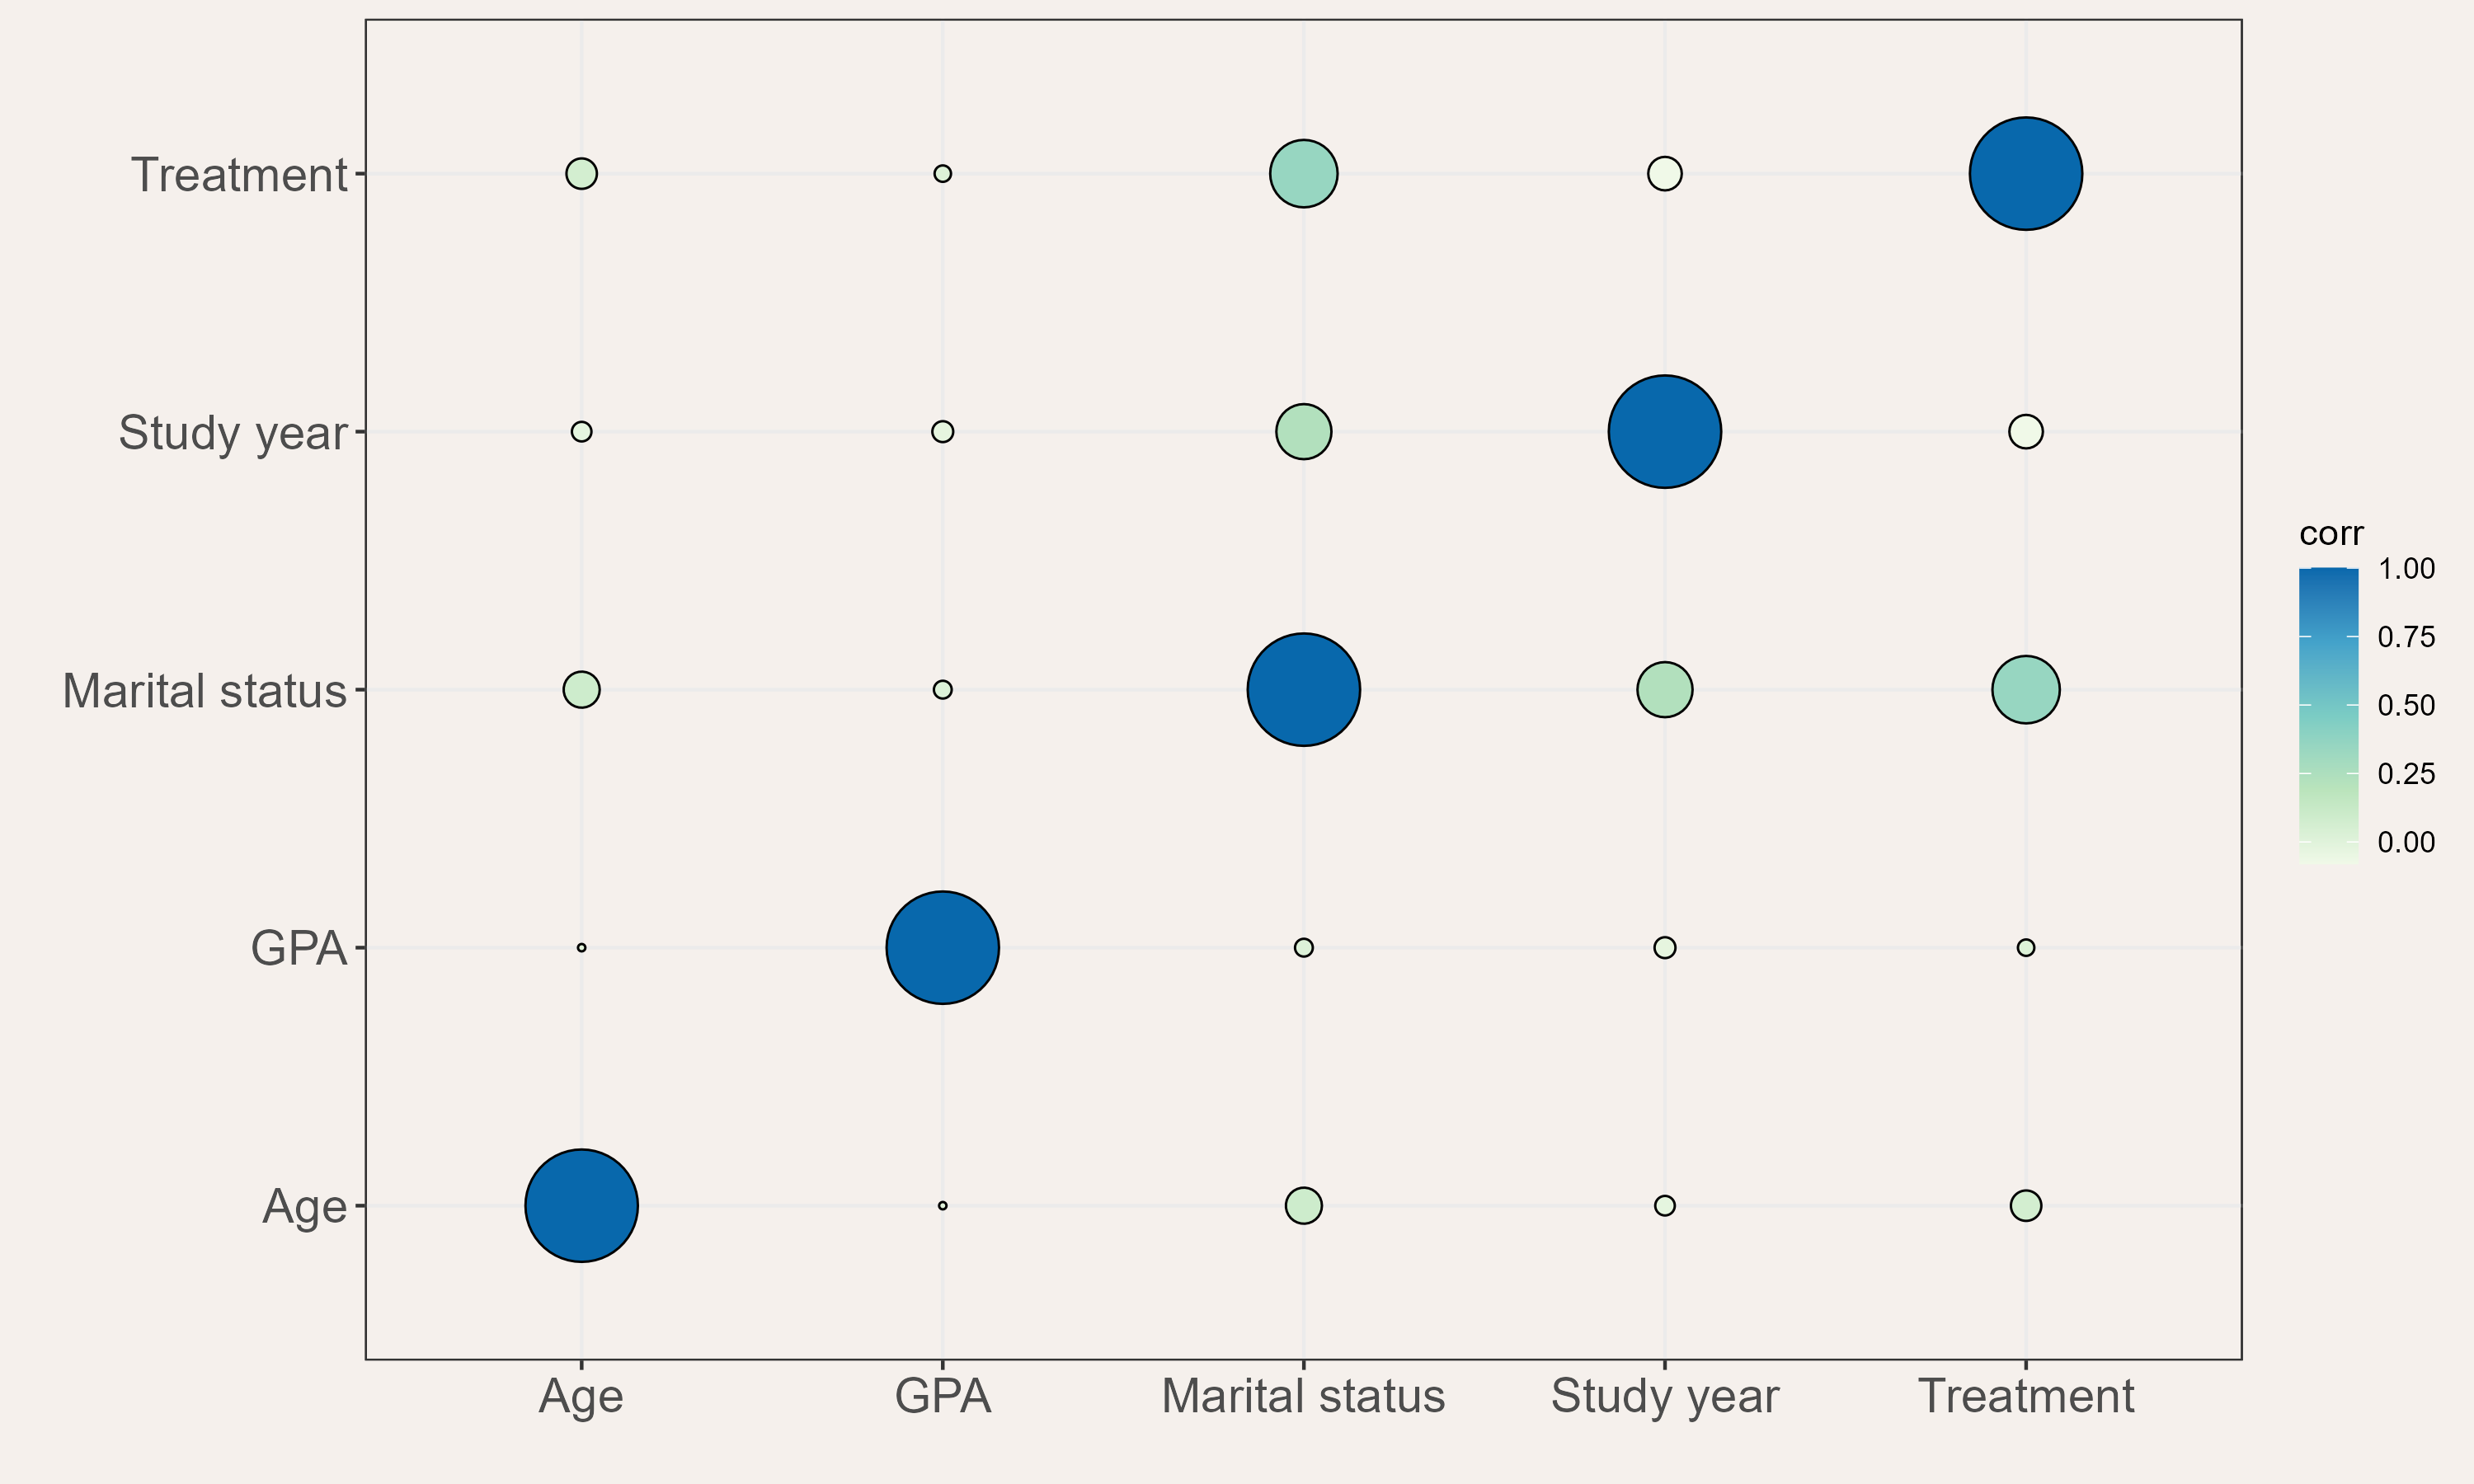 Treatment
Study year
Marital status
GPA
Age
Age GPA Marital status Study year Treatment
corr
1.00
0.75
0.50
0.25
0.00